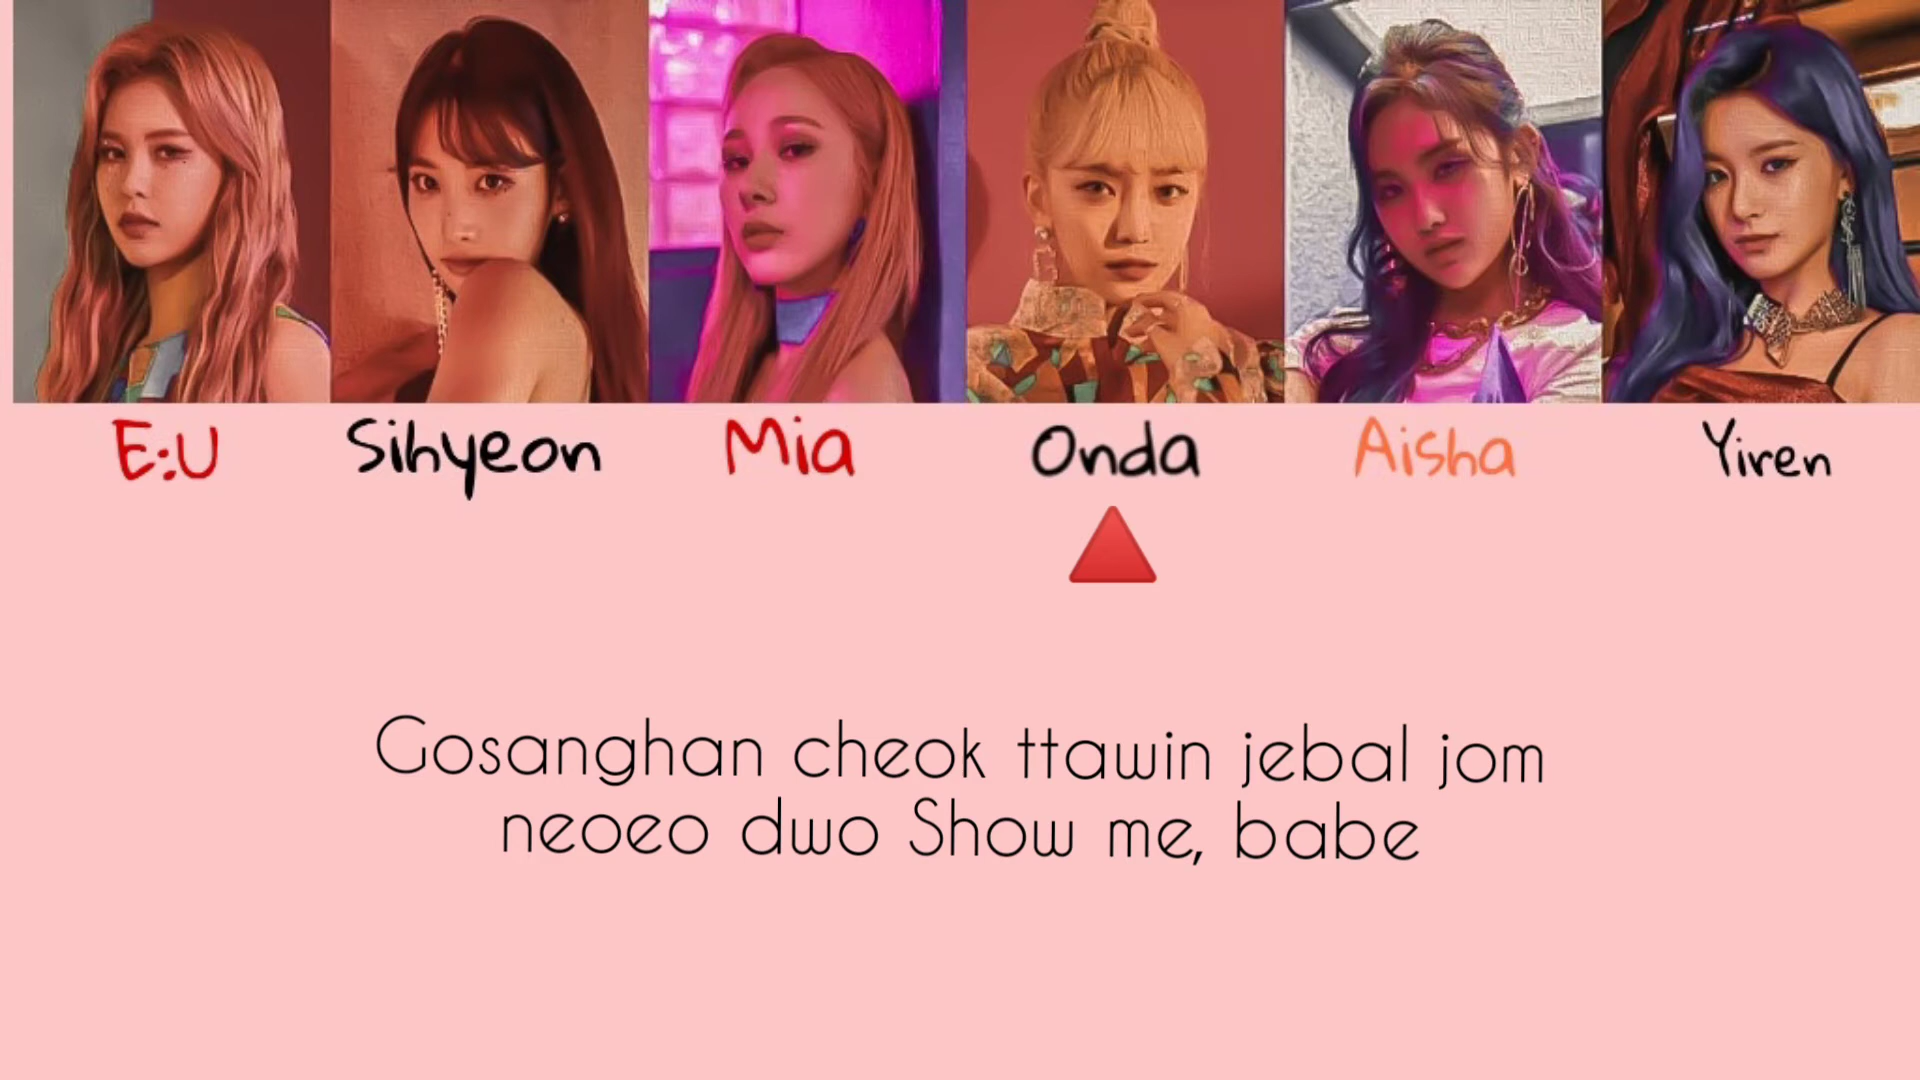 E:U Sihyeon Mia Onda Aisha Yiren
Gosanghan cheok ttawin jebal jom
neoeo dwo Show me, babe